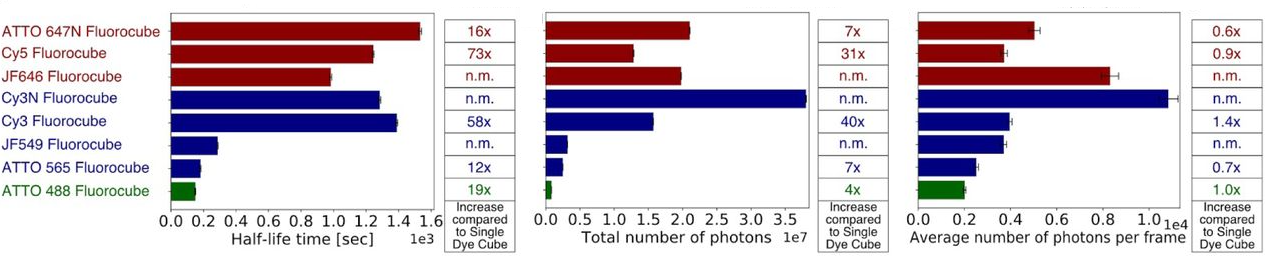 ATTO 647N Fluorocube
Cy5 Fluorocube
JF646 Fluorocube
Cy3N Fluorocube
Cy3 Fluorocube
JF549 Fluorocube
ATTO 565 Fluorocube
ATTO 488 Fluorocube
0.0 0.2 0.4 0.6 0.8 1.0 1.2 1.4 1.6
1e3
Half-life time [sec]
16x
73x
n.m.
n.m.
58x
n.m.
12x
19x
Increase
compared
to Single
Dye Cube
0.0 0.5 1.0 1.5 2.0 2.5 3.0 3.5
Total number of photons 1e7
7x
31x
n.m.
n.m.
40x
n.m.
7x
4x
Increase
compared
to Single
Dye Cube
0.0 0.2 0.4 0.6 0.8 1.0
1e4
Average number of photons per frame
0.6x
0.9x
n.m.
n.m.
1.4x
n.m.
0.7x
1.0x
Increase
compared
to Single
Dye Cube